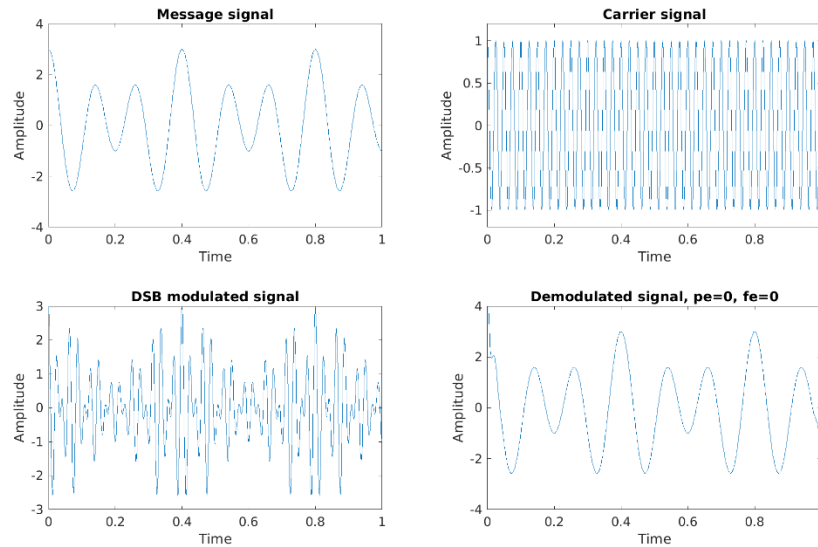 Message signal
4
2
0
-2
-4
Amplitude
0 0.2 0.4 0.6 0.8 1
Time
Carrier signal
1
0.5
0
-0.5
-1
Amplitude
0 0.2 0.4 0.6 0.8
Time
DSB modulated signal
3
2
1
0
-1
-2
-3
Amplitude
0 0.2 0.4 0.6 0.8 1
Time
Demodulated signal, pe=0, fe=0
4
2
0
-2
-4
Amplitude
0 0.2 0.4 0.6 0.8
Time